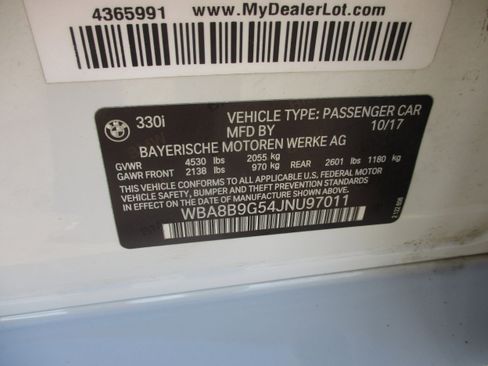 4365991 www.MyDealerLot.com
BMW
330i VEHICLE TYPE: PASSENGER CAR
MFD BY 10/17
BAYERISCHE MOTOREN WERKE AG
GVWR 4530 lbs 2055 kg
GAWR FRONT 2138 lbs 970 kg REAR 2601 lbs 1180 kg
THIS VEHICLE CONFORMS TO ALL APPLICABLE U.S. FEDERAL
MOTOR VEHICLE SAFETY, BUMPER, AND THEFT PREVENTION
STANDARDS IN EFFECT ON THE DATE OF
MANUFACTURE SHOWN ABOVE.
WBA8B9G54JNU97011